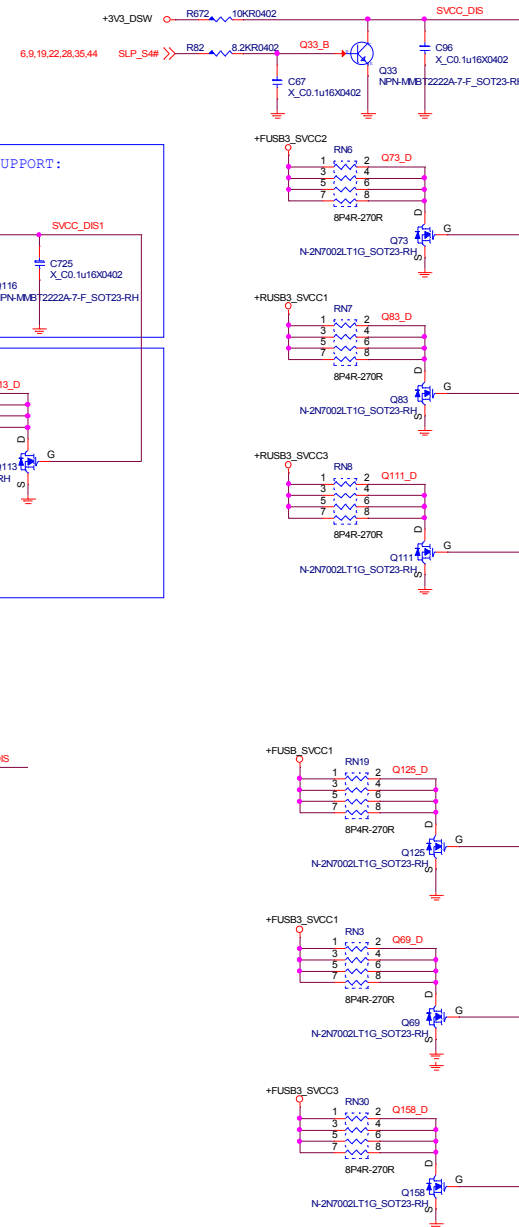 +3V3_DSW R672 10KR0402 SVCC_DIS
6,9,19,22,28,35,44 SLP_S4# R82 8.2KR0402 Q33_B
C96
X_C0.1u16X0402
Q33
NPN-MMBT2222A-7-F_SOT23-RH
C67
X_C0.1u16X0402
+FUSB3_SVCC2
RN6
1 2 Q73_D
3 4
5 6
7 8
8P4R-270R
D
Q73 G
N-2N7002LT1G_SOT23-RH
S
UPPORT:
SVCC_DIS1
C725
X_C0.1u16X0402
Q116
PN-MMBT2222A-7-F_SOT23-RH
+RUSB3_SVCC1
RN7
1 2 Q83_D
3 4
5 6
7 8
8P4R-270R
D
Q83 G
N-2N7002LT1G_SOT23-RH
S
13_D
D
G
Q113
RH
S
+RUSB3_SVCC3
RN8
1 2 Q111_D
3 4
5 6
7 8
8P4R-270R
D
Q111 G
N-2N7002LT1G_SOT23-RH
S
IS
+FUSB_SVCC1
RN19
1 2 Q125_D
3 4
5 6
7 8
8P4R-270R
D
Q125 G
N-2N7002LT1G_SOT23-RH
S
+FUSB3_SVCC1
RN3
1 2 Q69_D
3 4
5 6
7 8
8P4R-270R
D
Q69 G
N-2N7002LT1G_SOT23-RH
S
+FUSB3_SVCC3
RN30
1 2 Q158_D
3 4
5 6
7 8
8P4R-270R
D
Q158 G
N-2N7002LT1G_SOT23-RH
S